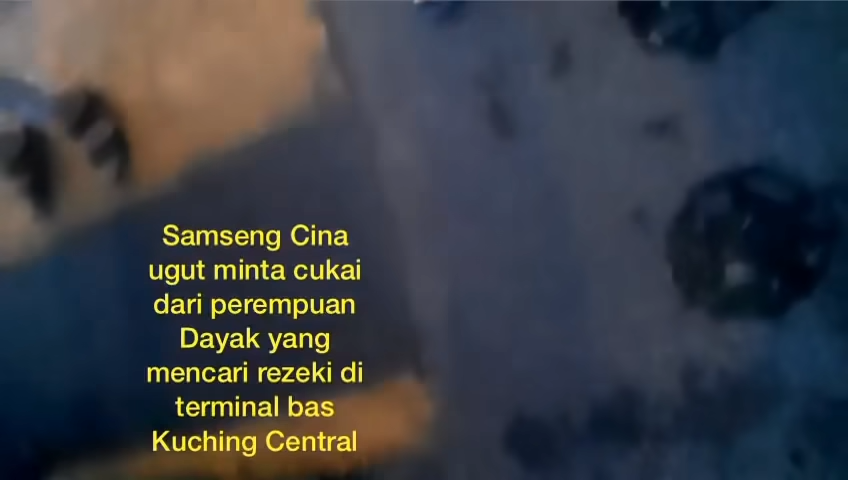 Samseng Cina
ugut minta cukai
dari perempuan
Dayak yang
mencari rezeki di
terminal bas
Kuching Central